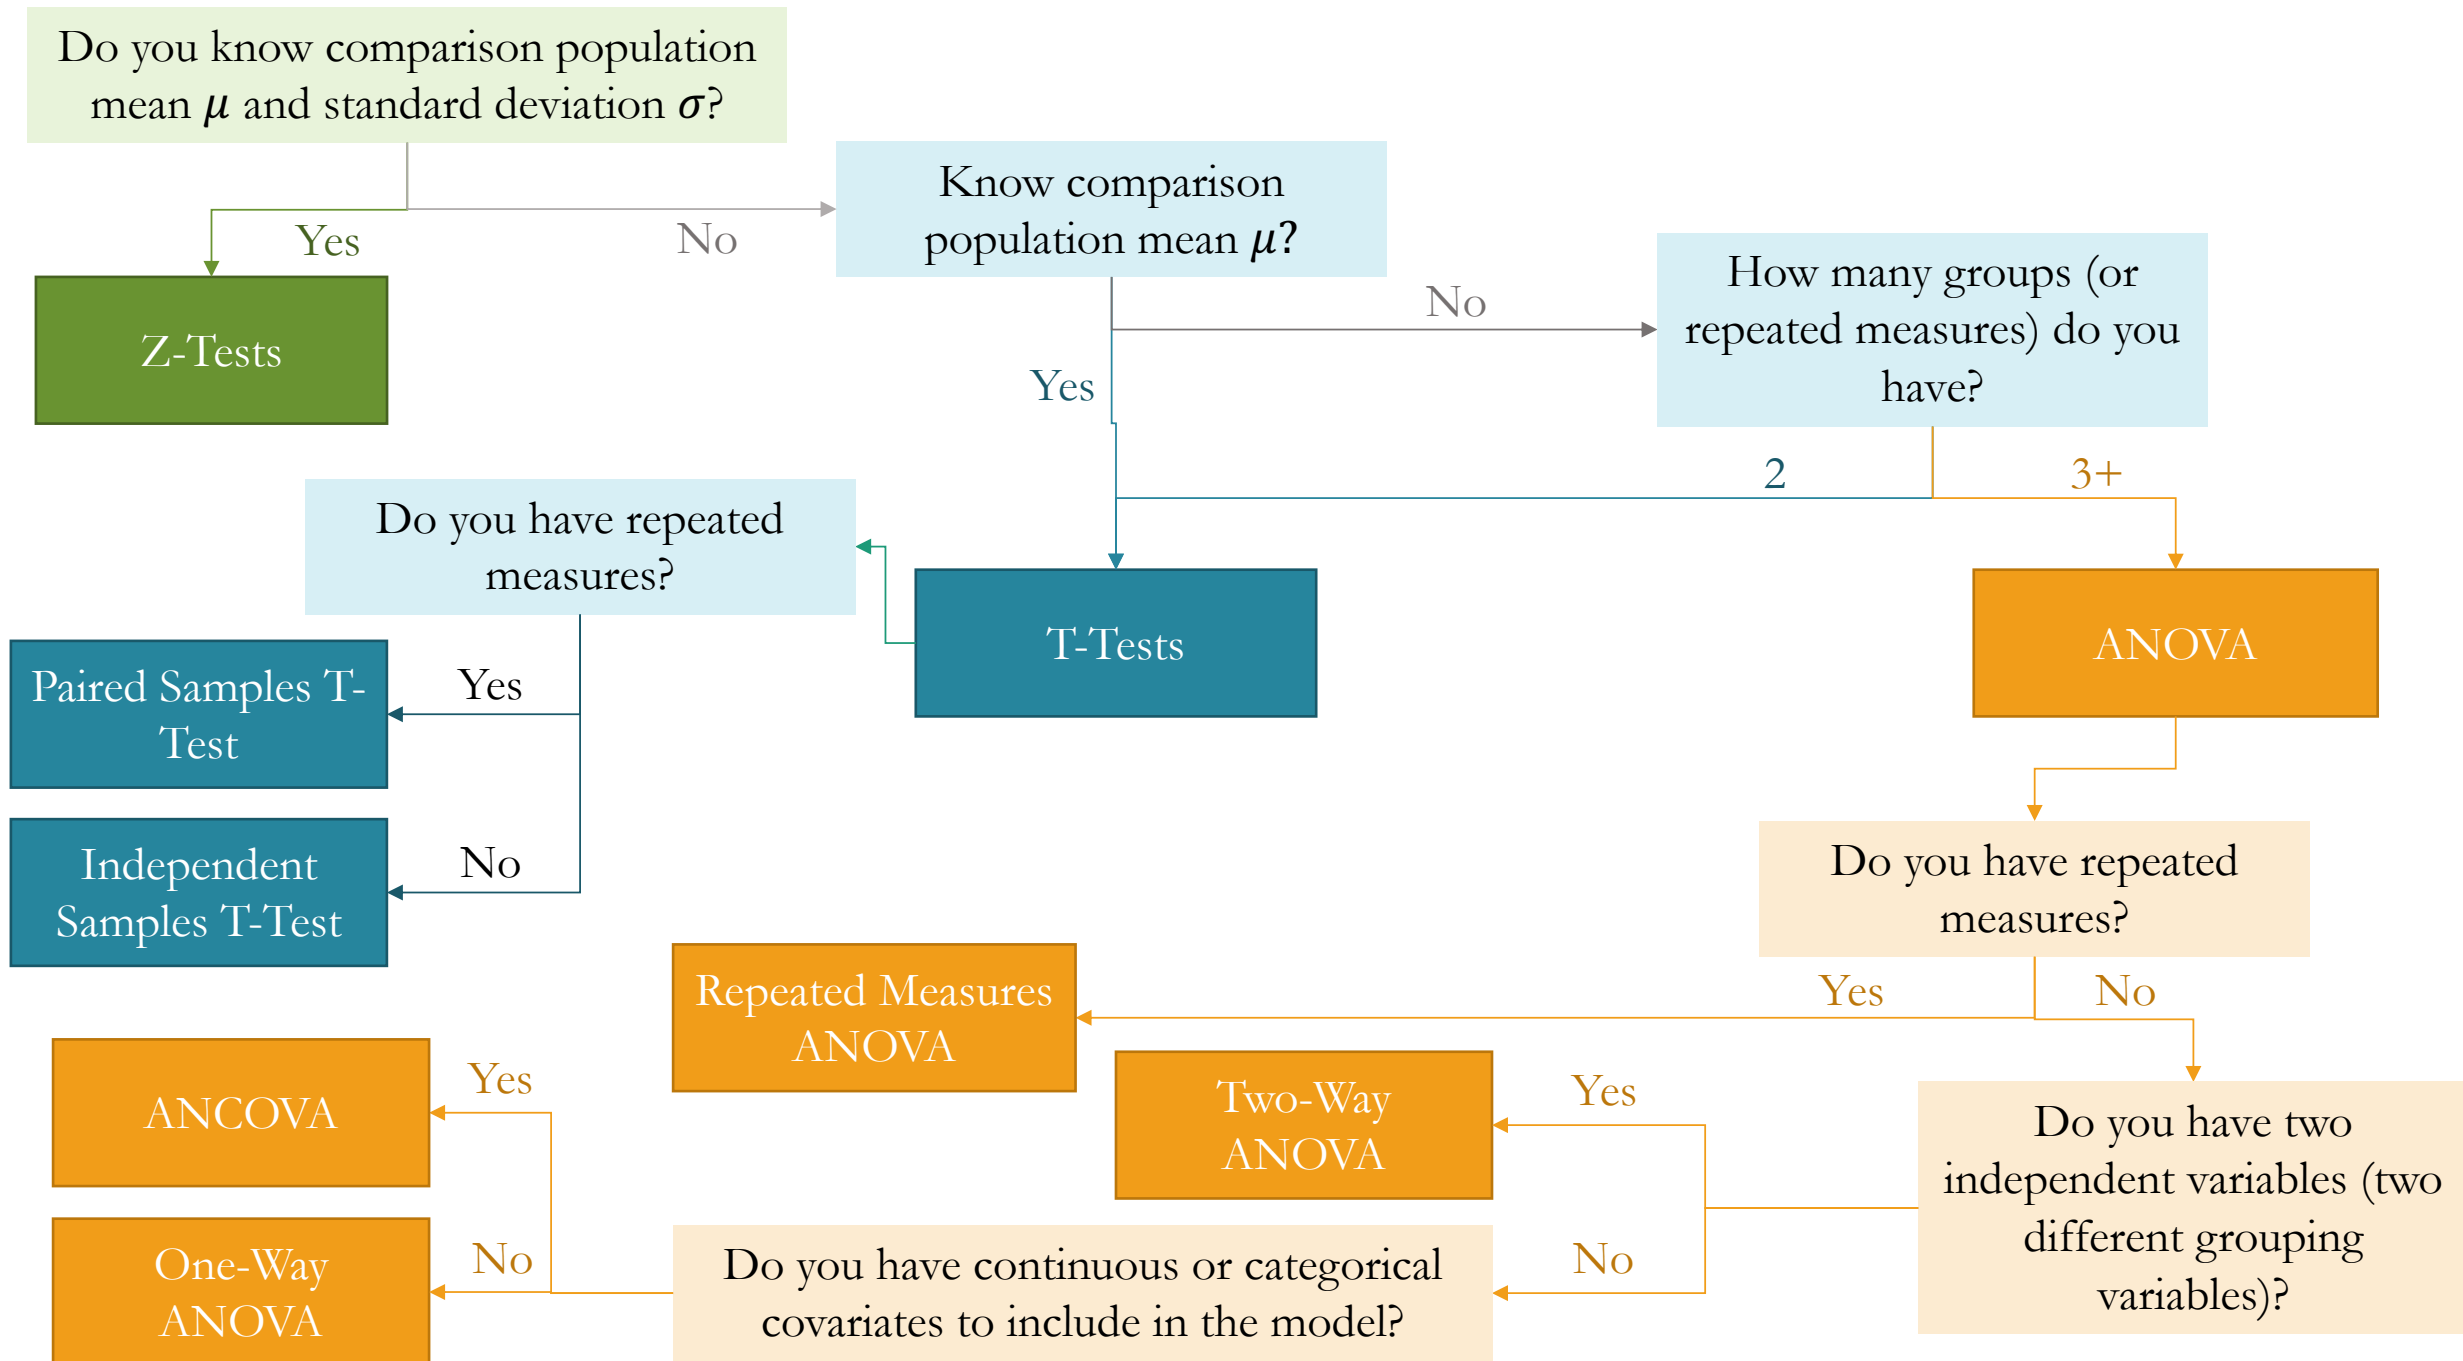 Do you know comparison population
mean μ and standard deviation σ?
Yes
No
Z-Tests
Know comparison
population mean μ?
Yes
No
How many groups (or
repeated measures) do you
have?
2
3+
Do you have repeated
measures?
T-Tests
ANOVA
Yes
Paired Samples T-
Test
No
Independent
Samples T-Test
Do you have repeated
measures?
Yes
No
Repeated Measures
ANOVA
Do you have two
independent variables (two
different grouping
variables)?
Yes
Two-Way
ANOVA
No
Do you have continuous or categorical
covariates to include in the model?
Yes
ANCOVA
No
One-Way
ANOVA